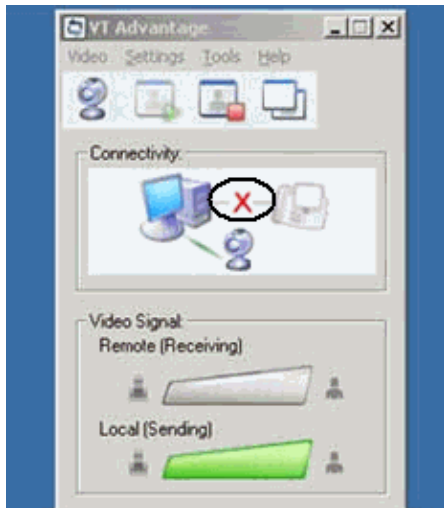 VT Advantage
Video Settings Tools Help
Connectivity:
X
Video Signal:
Remote (Receiving)
Local (Sending)